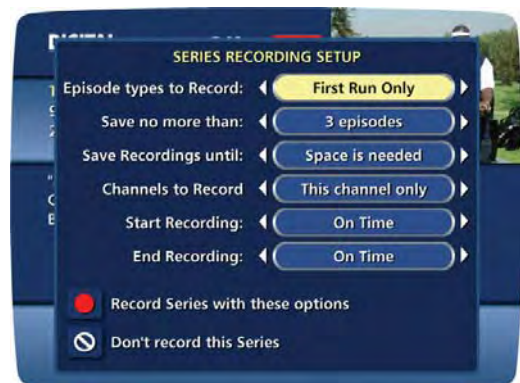 SERIES RECORDING SETUP
Episode types to Record: First Run Only
Save no more than: 3 episodes
Save Recordings until: Space is needed
Channels to Record This channel only
Start Recording: On Time
End Recording: On Time
Record Series with these options
Don't record this Series